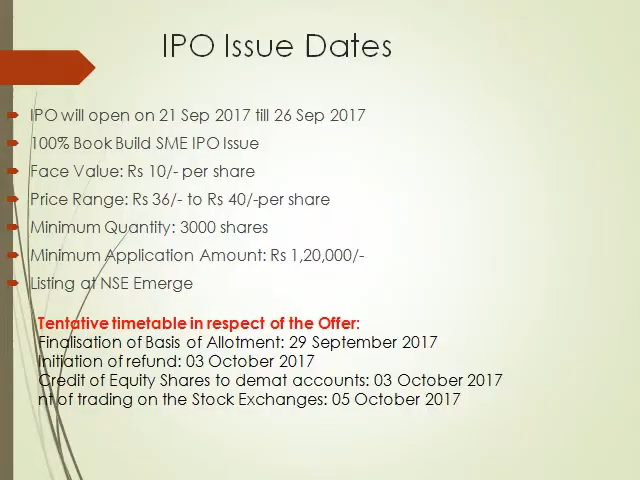 IPO Issue Dates
IPO will open on 21 Sep 2017 till 26 Sep 2017
100% Book Build SME IPO Issue
Face Value: Rs 10/- per share
Price Range: Rs 36/- to Rs 40/-per share
Minimum Quantity: 3000 shares
Minimum Application Amount: Rs 1,20,000/-
Listing at NSE Emerge
Tentative timetable in respect of the Offer:
Finalisation of Basis of Allotment: 29 September 2017
Initiation of refund: 03 October 2017
Credit of Equity Shares to demat accounts: 03 October 2017
nt of trading on the Stock Exchanges: 05 October 2017